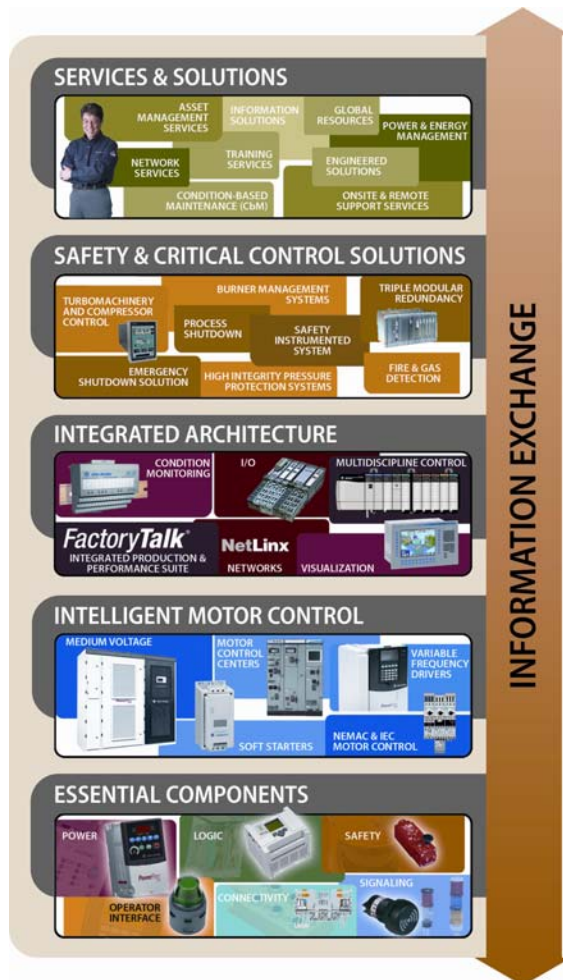 SERVICES & SOLUTIONS
ASSET
MANAGEMENT
SERVICES
INFORMATION
SOLUTIONS
GLOBAL
RESOURCES
POWER & ENERGY
MANAGEMENT
NETWORK
SERVICES
TRAINING
SERVICES
ENGINEERED
SOLUTIONS
CONDITION-BASED
MAINTENANCE (CbM)
ONSITE & REMOTE
SUPPORT SERVICES
SAFETY & CRITICAL CONTROL SOLUTIONS
TURBOMACHINERY
AND COMPRESSOR
CONTROL
BURNER MANAGEMENT
SYSTEMS
TRIPLE MODULAR
REDUNDANCY
PROCESS
SHUTDOWN
SAFETY
INSTRUMENTED
SYSTEM
EMERGENCY
SHUTDOWN SOLUTION
HIGH INTEGRITY PRESSURE
PROTECTION SYSTEMS
FIRE & GAS
DETECTION
INTEGRATED ARCHITECTURE
CONDITION
MONITORING
I/O
MULTIDISCIPLINE CONTROL
FactoryTalk®
INTEGRATED PRODUCTION &
PERFORMANCE SUITE
NetLinx
NETWORKS
VISUALIZATION
INTELLIGENT MOTOR CONTROL
MEDIUM VOLTAGE
MOTOR
CONTROL
CENTERS
VARIABLE
FREQUENCY
DRIVERS
SOFT STARTERS
NEMAC & IEC
MOTOR CONTROL
ESSENTIAL COMPONENTS
POWER
LOGIC
SAFETY
OPERATOR
INTERFACE
CONNECTIVITY
SIGNALING
INFORMATION EXCHANGE